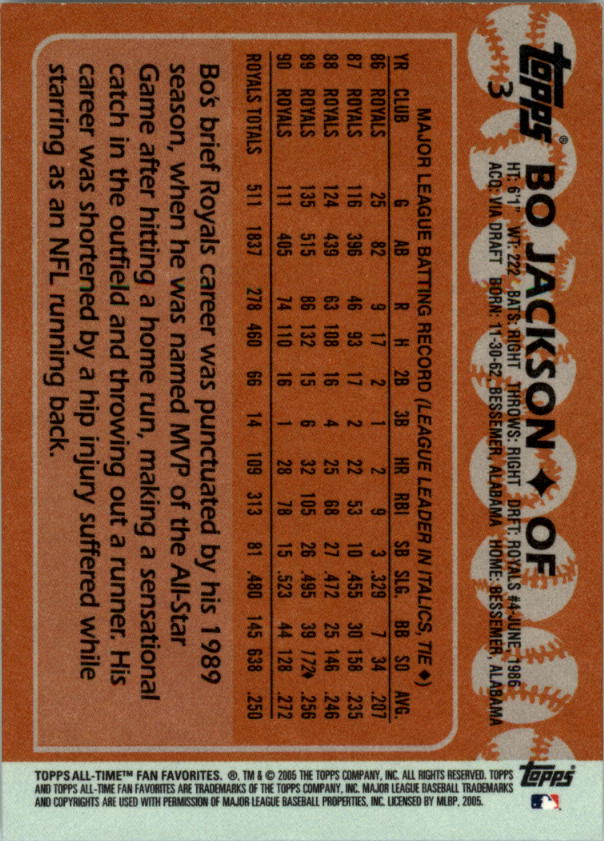 topps®
3
BO JACKSON ♦ OF
HT: 6'1" WT: 222 BATS: RIGHT THROWS: RIGHT DRFT: ROYALS #4-JUNE, 1986
ACQ: VIA DRAFT BORN: 11-30-62, BESSEMER, ALABAMA HOME: BESSEMER, ALABAMA
MAJOR LEAGUE BATTING RECORD (LEAGUE LEADER IN ITALICS, TIE ♦)
YR CLUB G AB R H 2B 3B HR RBI SB SLG. BB SO AVG.
86 ROYALS 25 82 9 17 2 1 2 9 3 .329 7 34 .207
87 ROYALS 116 396 46 93 17 2 22 53 10 .455 30 158 .235
88 ROYALS 124 439 63 108 16 4 25 68 27 .472 25 146 .246
89 ROYALS 135 515 86 132 15 6 32 105 26 .495 39 172♦ .256
90 ROYALS 111 405 74 110 16 1 28 78 15 .523 44 128 .272
ROYALS TOTALS 511 1837 278 460 66 14 109 313 81 .480 145 638 .250
Bo's brief Royals career was punctuated by his 1989
season, when he was named MVP of the All-Star
Game after hitting a home run, making a sensational
catch in the outfield and throwing out a runner. His
career was shortened by a hip injury suffered while
starring as an NFL running back.
topps®
TOPPS ALL-TIME™ FAN FAVORITES. ®, TM & © 2005 THE TOPPS COMPANY, INC. ALL RIGHTS RESERVED. TOPPS
AND TOPPS ALL-TIME FAN FAVORITES ARE TRADEMARKS OF THE TOPPS COMPANY, INC. MAJOR LEAGUE BASEBALL TRADEMARKS
AND COPYRIGHTS ARE USED WITH PERMISSION OF MAJOR LEAGUE BASEBALL PROPERTIES, INC. LICENSED BY MLBP, 2005.